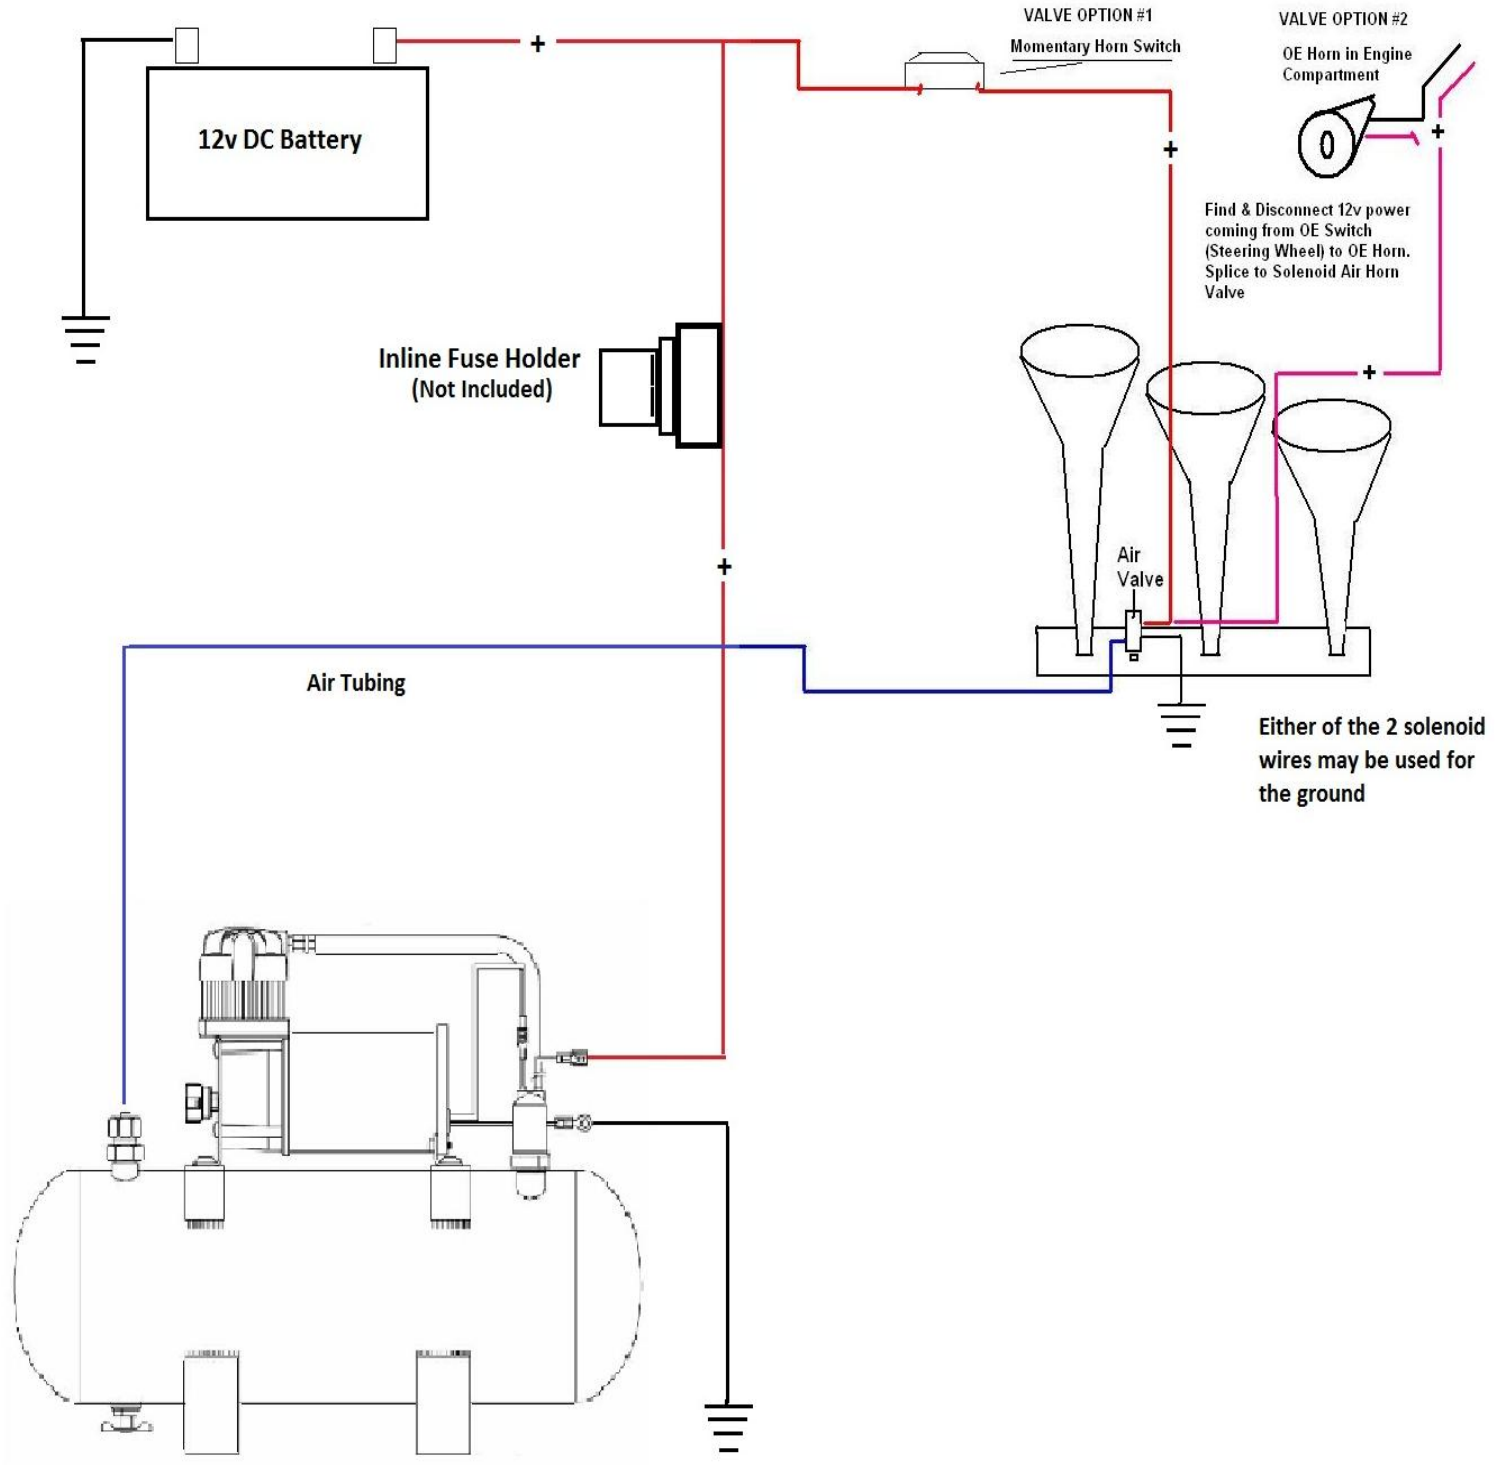 VALVE OPTION #1
Momentary Horn Switch
VALVE OPTION #2
OE Horn in Engine
Compartment
+
+
+
12v DC Battery
Find & Disconnect 12v power
coming from OE Switch
(Steering Wheel) to OE Horn.
Splice to Solenoid Air Horn
Valve
Inline Fuse Holder
(Not Included)
+
+
Air
Valve
Air Tubing
Either of the 2 solenoid
wires may be used for
the ground